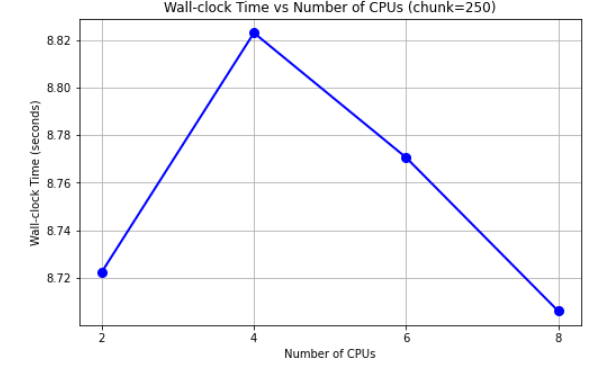 Wall-clock Time vs Number of CPUs (chunk=250)
8.82
8.80
8.78
8.76
8.74
8.72
Wall-clock Time (seconds)
2 4 6 8
Number of CPUs